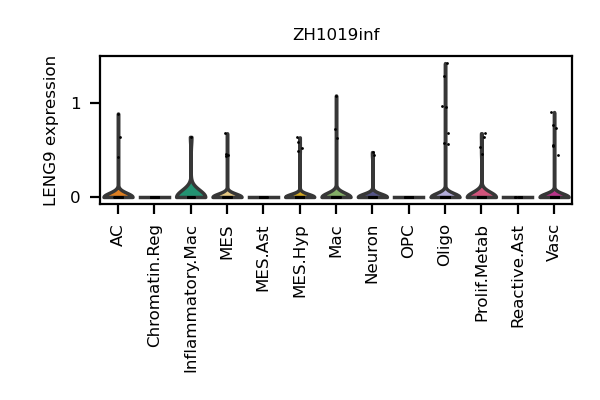 ZH1019inf
LENG9 expression
1
0
AC
Chromatin.Reg
Inflammatory.Mac
MES
MES.Ast
MES.Hyp
Mac
Neuron
OPC
Oligo
Prolif.Metab
Reactive.Ast
Vasc